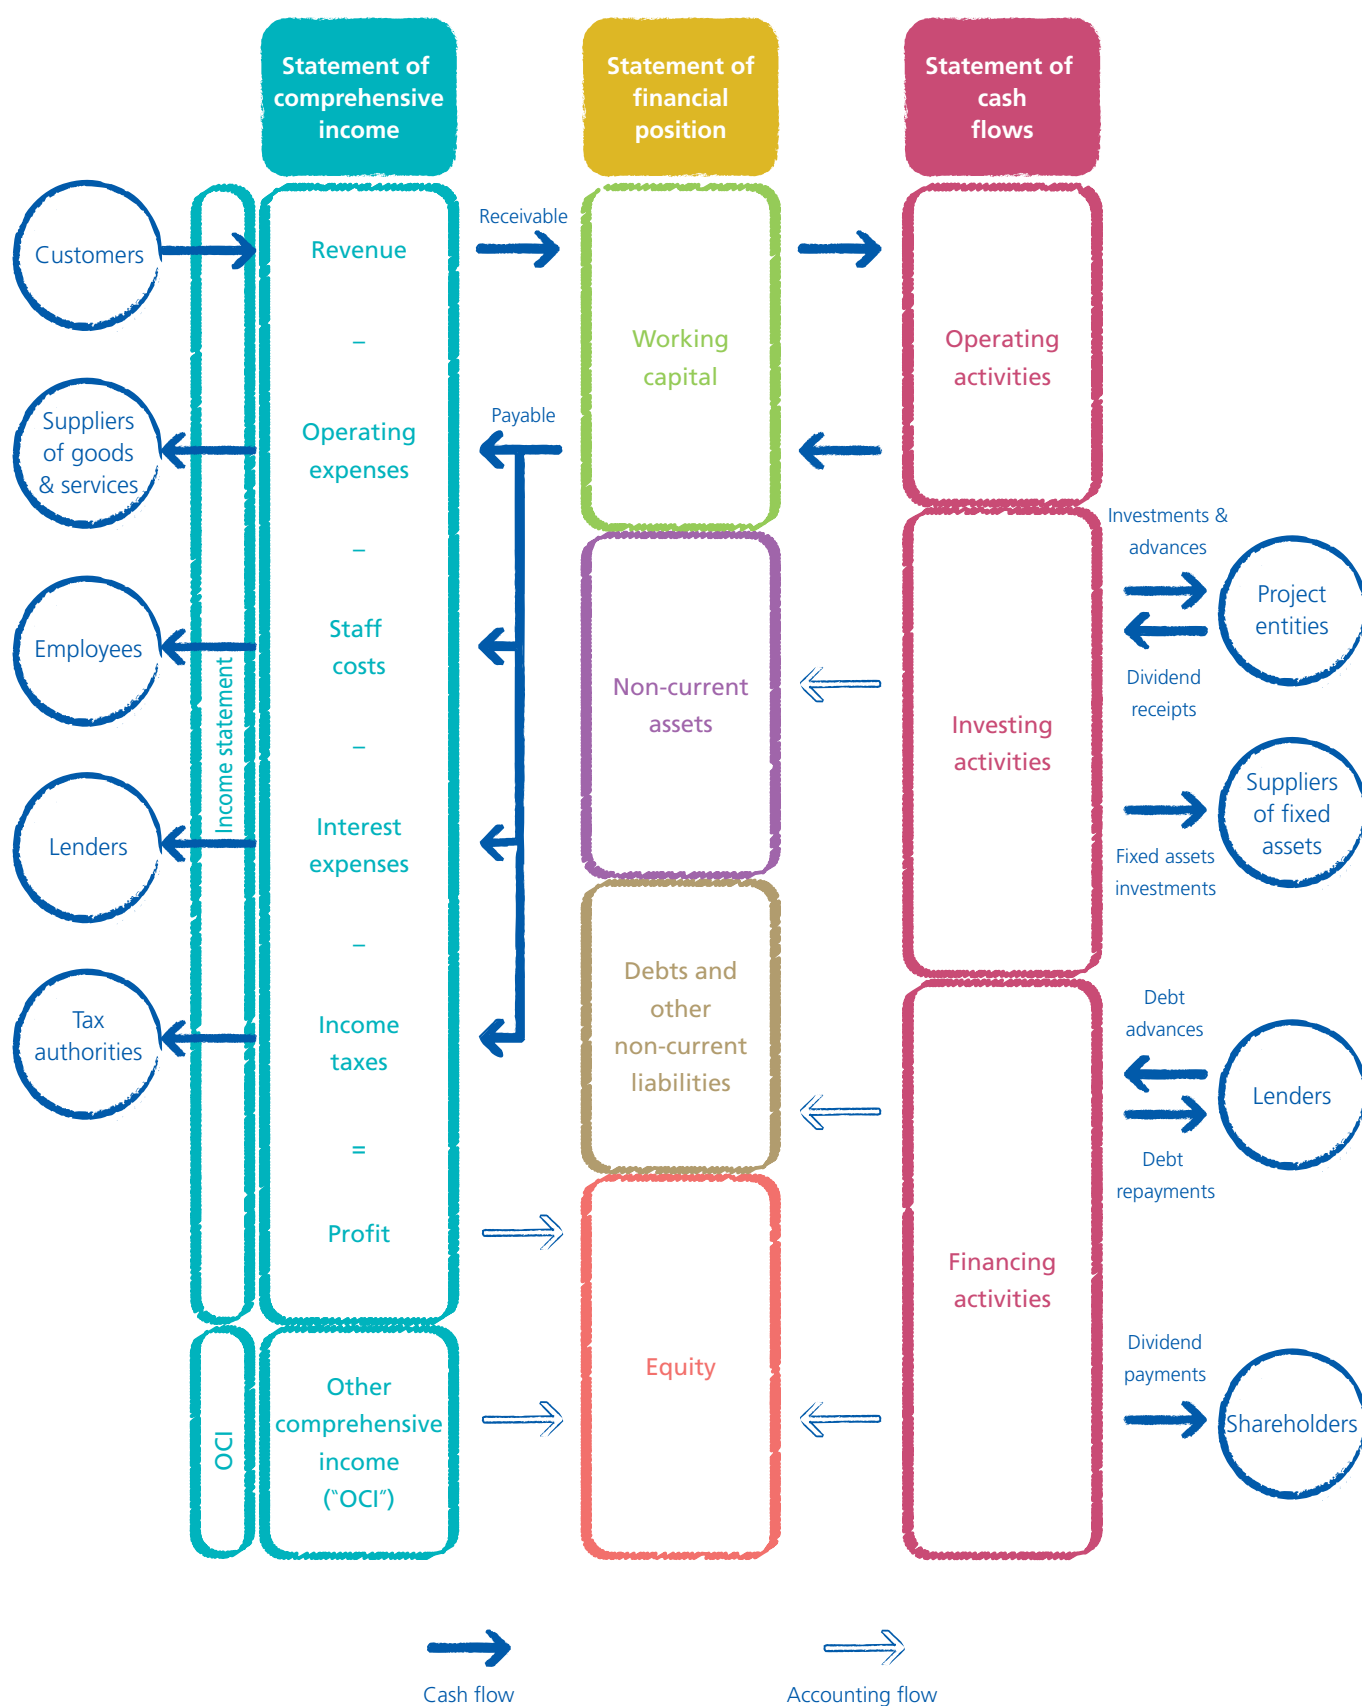 Statement of
comprehensive
income
Statement of
financial
position
Statement of
cash
flows
Customers
Suppliers
of goods
& services
Employees
Lenders
Tax
authorities
Income statement
OCI
Revenue
–
Operating
expenses
–
Staff
costs
–
Interest
expenses
–
Income
taxes
=
Profit
Other
comprehensive
income
("OCI")
Receivable
Payable
Working
capital
Non-current
assets
Debts and
other
non-current
liabilities
Equity
Operating
activities
Investing
activities
Financing
activities
Investments &
advances
Dividend
receipts
Project
entities
Fixed assets
investments
Suppliers
of fixed
assets
Debt
advances
Debt
repayments
Lenders
Dividend
payments
Shareholders
Cash flow
Accounting flow